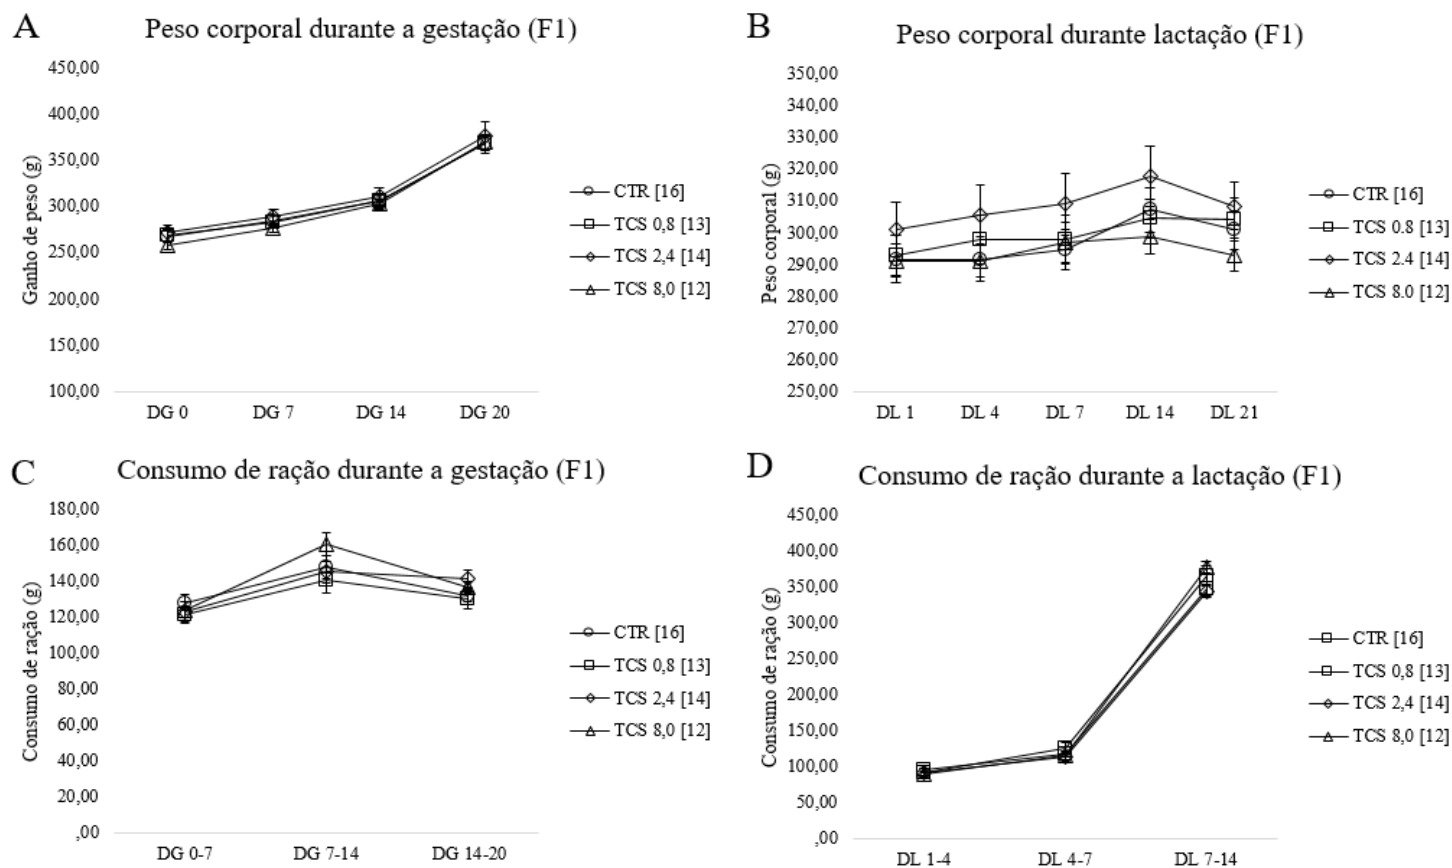 A
Peso corporal durante a gestação (F1)
Ganho de peso (g)
450,00
400,00
350,00
300,00
250,00
200,00
150,00
100,00
DG 0 DG 7 DG 14 DG 20
CTR [16]
TCS 0,8 [13]
TCS 2,4 [14]
TCS 8,0 [12]
B
Peso corporal durante lactação (F1)
Peso corporal (g)
350,00
340,00
330,00
320,00
310,00
300,00
290,00
280,00
270,00
260,00
250,00
DL 1 DL 4 DL 7 DL 14 DL 21
CTR [16]
TCS 0.8 [13]
TCS 2.4 [14]
TCS 8.0 [12]
C
Consumo de ração durante a gestação (F1)
Consumo de ração (g)
180,00
160,00
140,00
120,00
100,00
80,00
60,00
40,00
20,00
,00
DG 0-7 DG 7-14 DG 14-20
CTR [16]
TCS 0,8 [13]
TCS 2,4 [14]
TCS 8,0 [12]
D
Consumo de ração durante a lactação (F1)
Consumo de ração (g)
450,00
400,00
350,00
300,00
250,00
200,00
150,00
100,00
50,00
,00
DL 1-4 DL 4-7 DL 7-14
CTR [16]
TCS 0,8 [13]
TCS 2,4 [14]
TCS 8,0 [12]